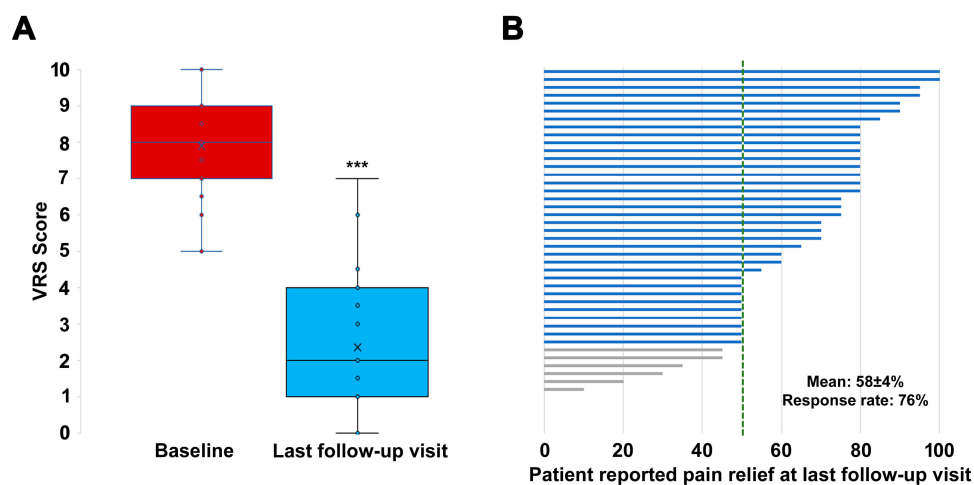 A
B
10
9
8
7
6
5
4
3
2
1
0
VRS Score
***
Baseline
Last follow-up visit
Mean: 58±4%
Response rate: 76%
0 20 40 60 80 100
Patient reported pain relief at last follow-up visit